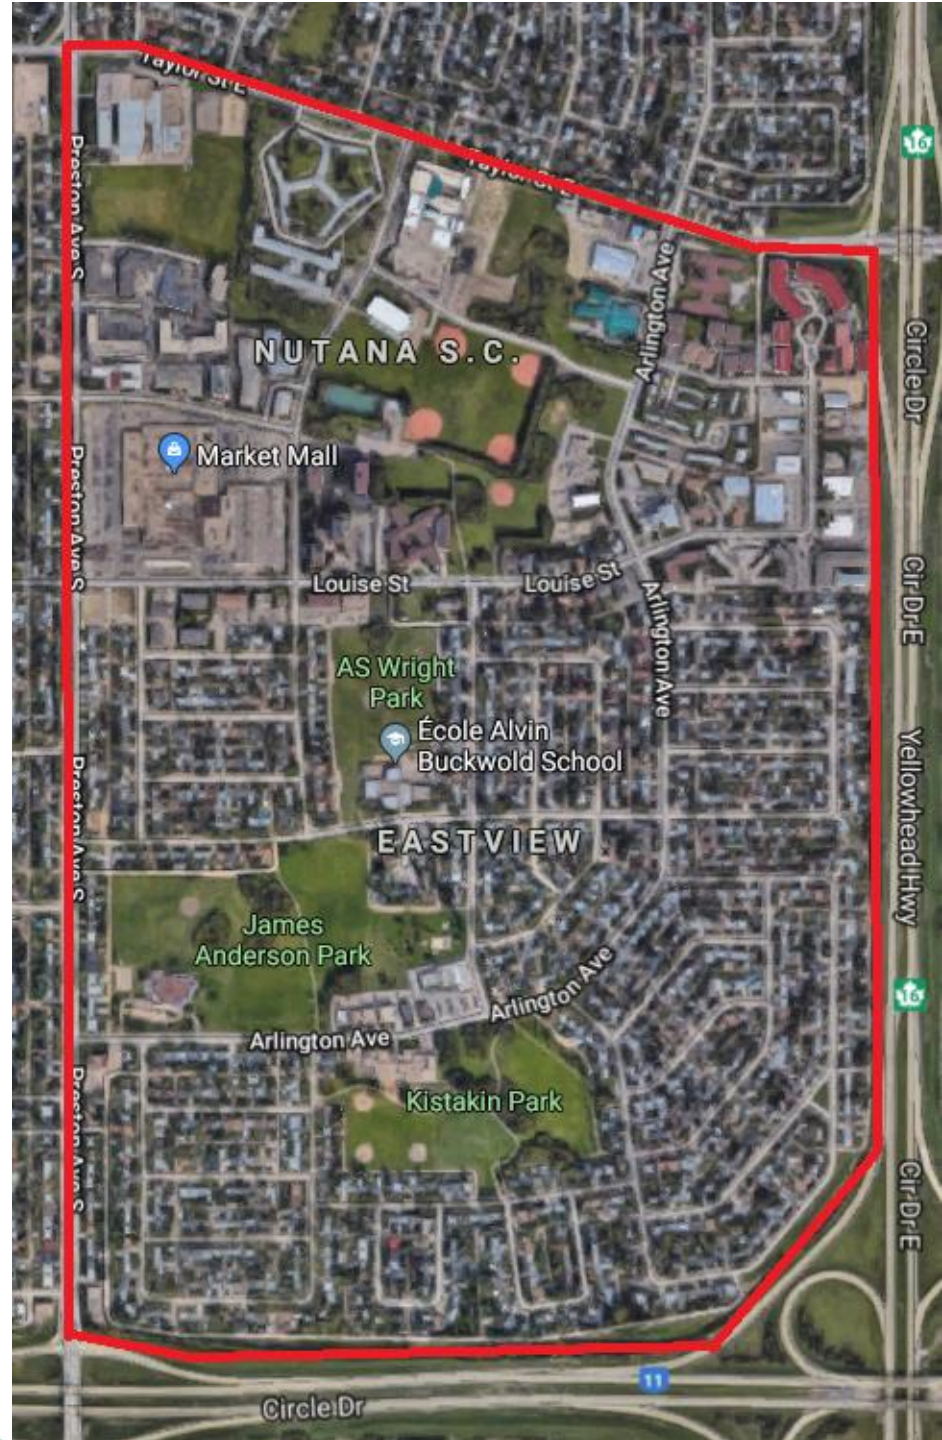 Taylor St E
Taylor St E
16
Preston Ave S
Arlington Ave
Circle Dr
NUTANA S.C.
Market Mall
Preston Ave S
Louise St
Louise St
Cir Dr E
Arlington Ave
AS Wright
Park
École Alvin
Buckwold School
Yellowhead Hwy
Preston Ave S
EASTVIEW
James
Anderson Park
Arlington Ave
16
Arlington Ave
Kistakin Park
Preston Ave S
Cir Dr E
11
Circle Dr